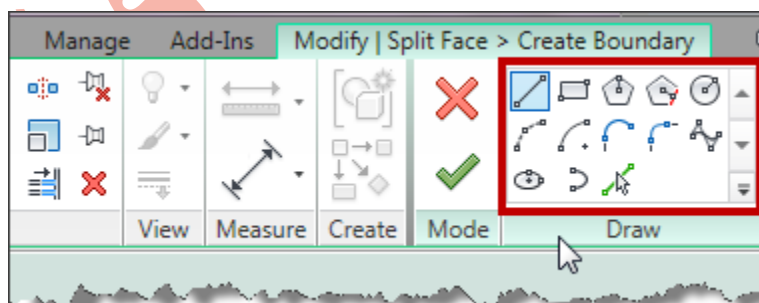 Manage Add-Ins Modify | Split Face > Create Boundary
View Measure Create Mode Draw